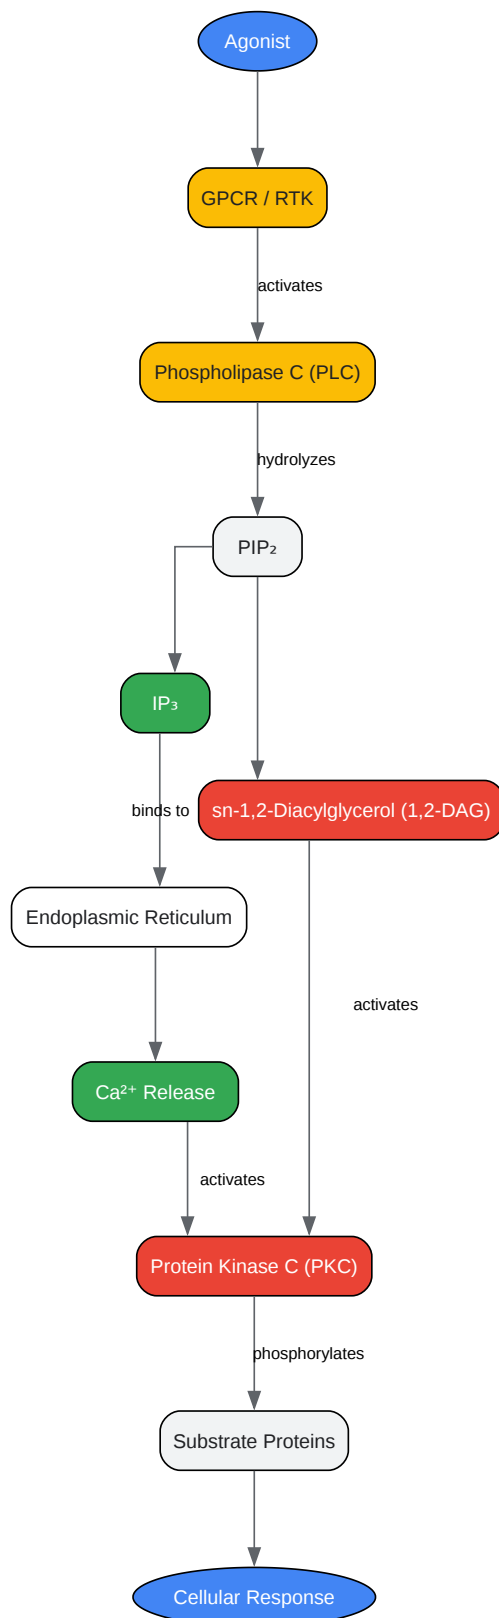 Agonist
GPCR / RTK
activates
Phospholipase C (PLC)
hydrolyzes
PIP₂
IP₃
binds to
sn-1,2-Diacylglycerol (1,2-DAG)
Endoplasmic Reticulum
activates
Ca²⁺ Release
activates
Protein Kinase C (PKC)
phosphorylates
Substrate Proteins
Cellular Response